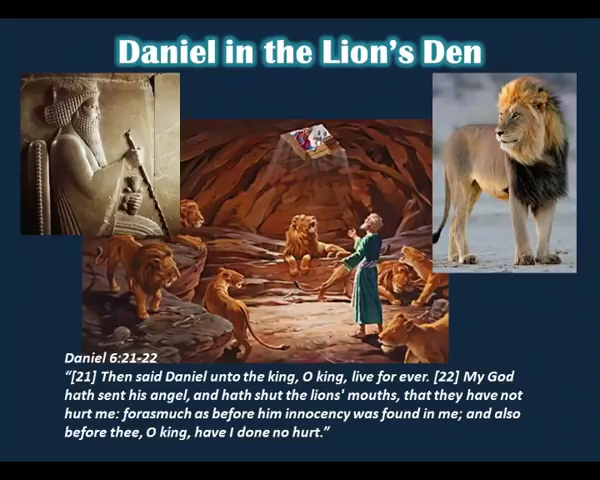 Daniel in the Lion's Den
Daniel 6:21-22
“[21] Then said Daniel unto the king, O king, live for ever. [22] My God
hath sent his angel, and hath shut the lions' mouths, that they have not
hurt me: forasmuch as before him innocency was found in me; and also
before thee, O king, have I done no hurt.”